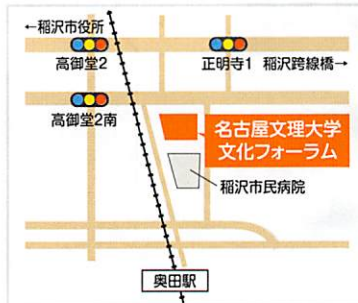 ←稲沢市役所
高御堂2
正明寺1
稲沢跨線橋→
高御堂2南
名古屋文理大学
文化フォーラム
稲沢市民病院
奥田駅